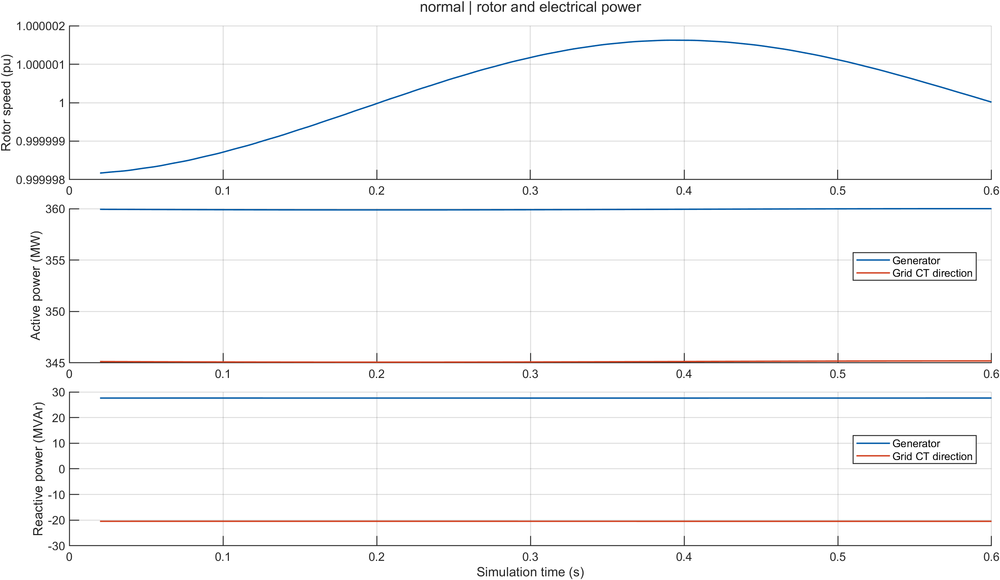 normal | rotor and electrical power
Rotor speed (pu)
1.000002
1.000001
1
0.999999
0.999998
0 0.1 0.2 0.3 0.4 0.5 0.6
Active power (MW)
360
355
350
345
Generator
Grid CT direction
0 0.1 0.2 0.3 0.4 0.5 0.6
Reactive power (MVAr)
30
20
10
0
-10
-20
-30
Generator
Grid CT direction
0 0.1 0.2 0.3 0.4 0.5 0.6
Simulation time (s)